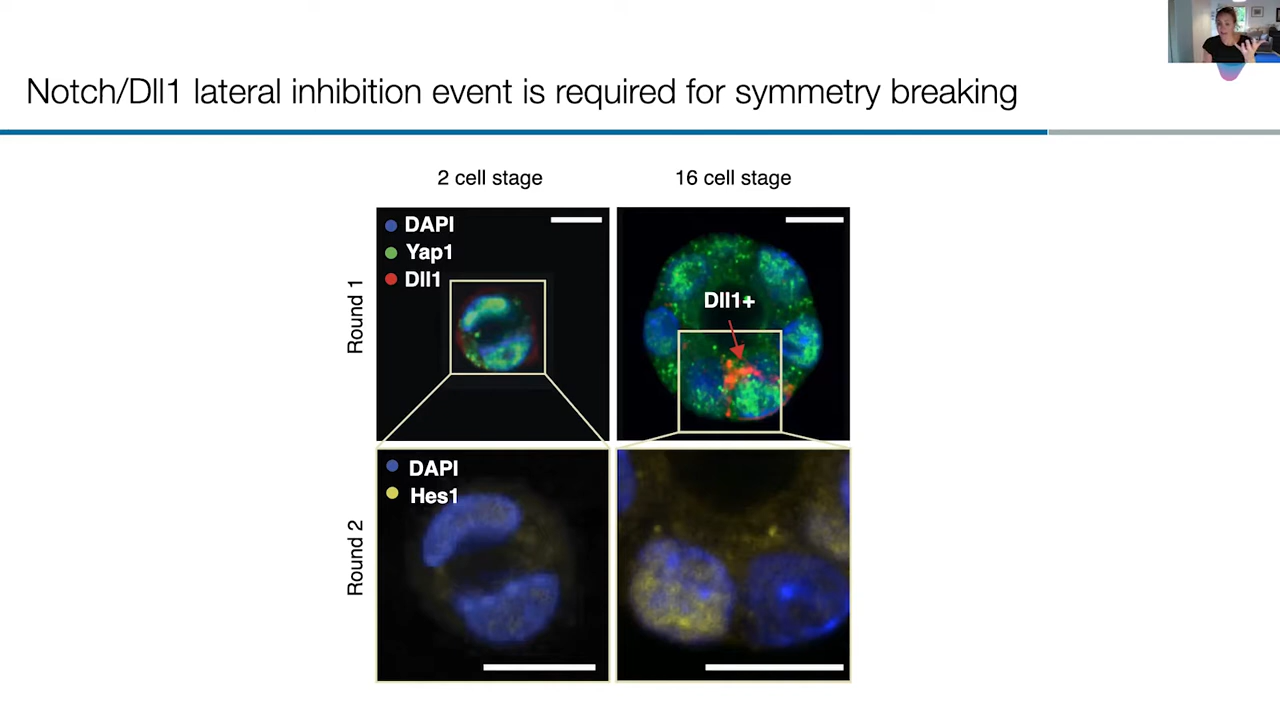 Notch/Dll1 lateral inhibition event is required for symmetry breaking
2 cell stage
16 cell stage
Round 1
DAPI
Yap1
Dll1
Dll1+
Round 2
DAPI
Hes1